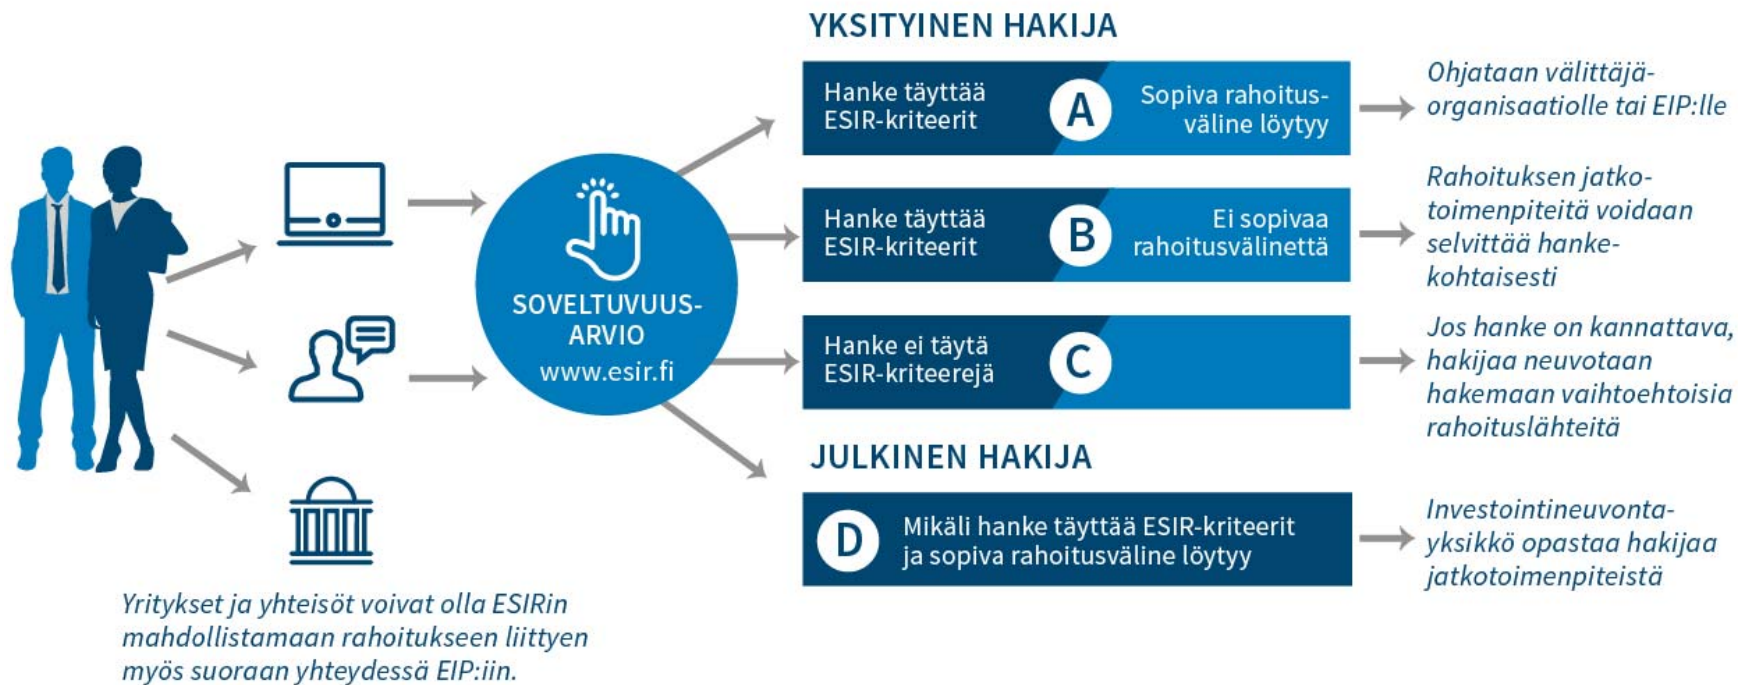 YKSITYINEN HAKIJA
Hanke täyttää
ESIR-kriteerit
A
Sopiva rahoitus-
väline löytyy
Ohjataan välittäjä-
organisaatiolle tai EIP:lle
Hanke täyttää
ESIR-kriteerit
B
Ei sopivaa
rahoitusvälinettä
Rahoituksen jatko-
toimenpiteitä voidaan
selvittää hanke-
kohtaisesti
SOVELTUVUUS-
ARVIO
www.esir.fi
Hanke ei täytä
ESIR-kriteerejä
C
Jos hanke on kannattava,
hakijaa neuvotaan
hakemaan vaihtoehtoisia
rahoituslähteitä
JULKINEN HAKIJA
D
Mikäli hanke täyttää ESIR-kriteerit
ja sopiva rahoitusväline löytyy
Investointineuvonta-
yksikkö opastaa hakijaa
jatkotoimenpiteistä
Yritykset ja yhteisöt voivat olla ESIRin
mahdollistamaan rahoitukseen liittyen
myös suoraan yhteydessä EIP:iin.